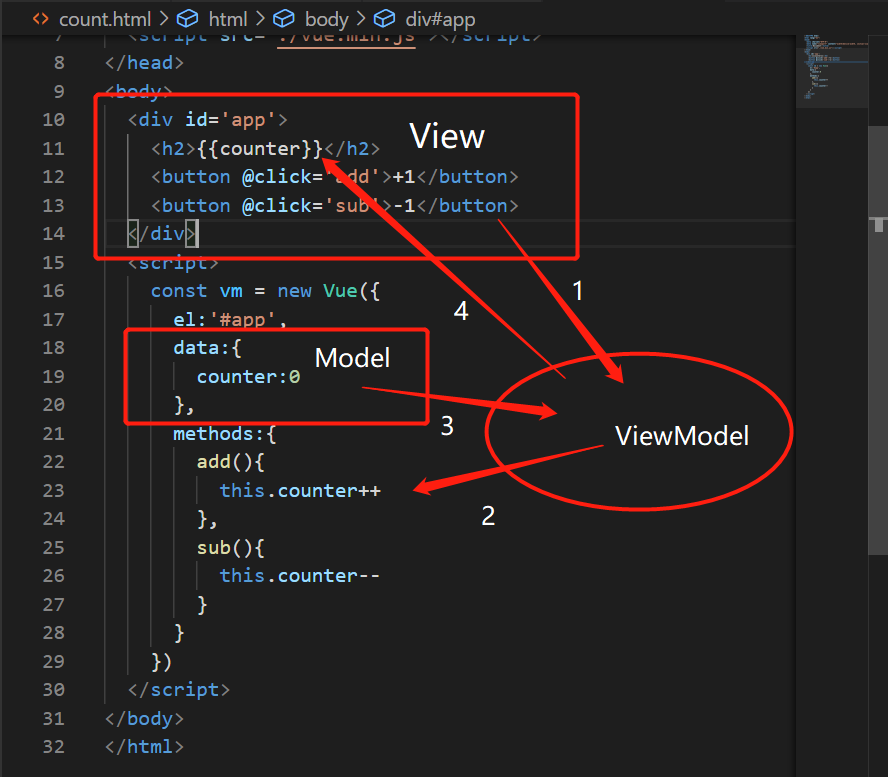 count.html > html > body > div#app
7 <script src='./vue.min.js'></script>
8 </head>
9 <body>
10 <div id='app'>
View
11 <h2>{{counter}}</h2>
12 <button @click='add'>+1</button>
13 <button @click='sub'>-1</button>
14 </div>
15 <script>
16 const vm = new Vue({
1
4
17 el:'#app',
18 data:{
Model
19 counter:0
20 },
3
21 methods:{
ViewModel
22 add(){
23 this.counter++
2
24 },
25 sub(){
26 this.counter--
27 }
28 }
29 })
30 </script>
31 </body>
32 </html>